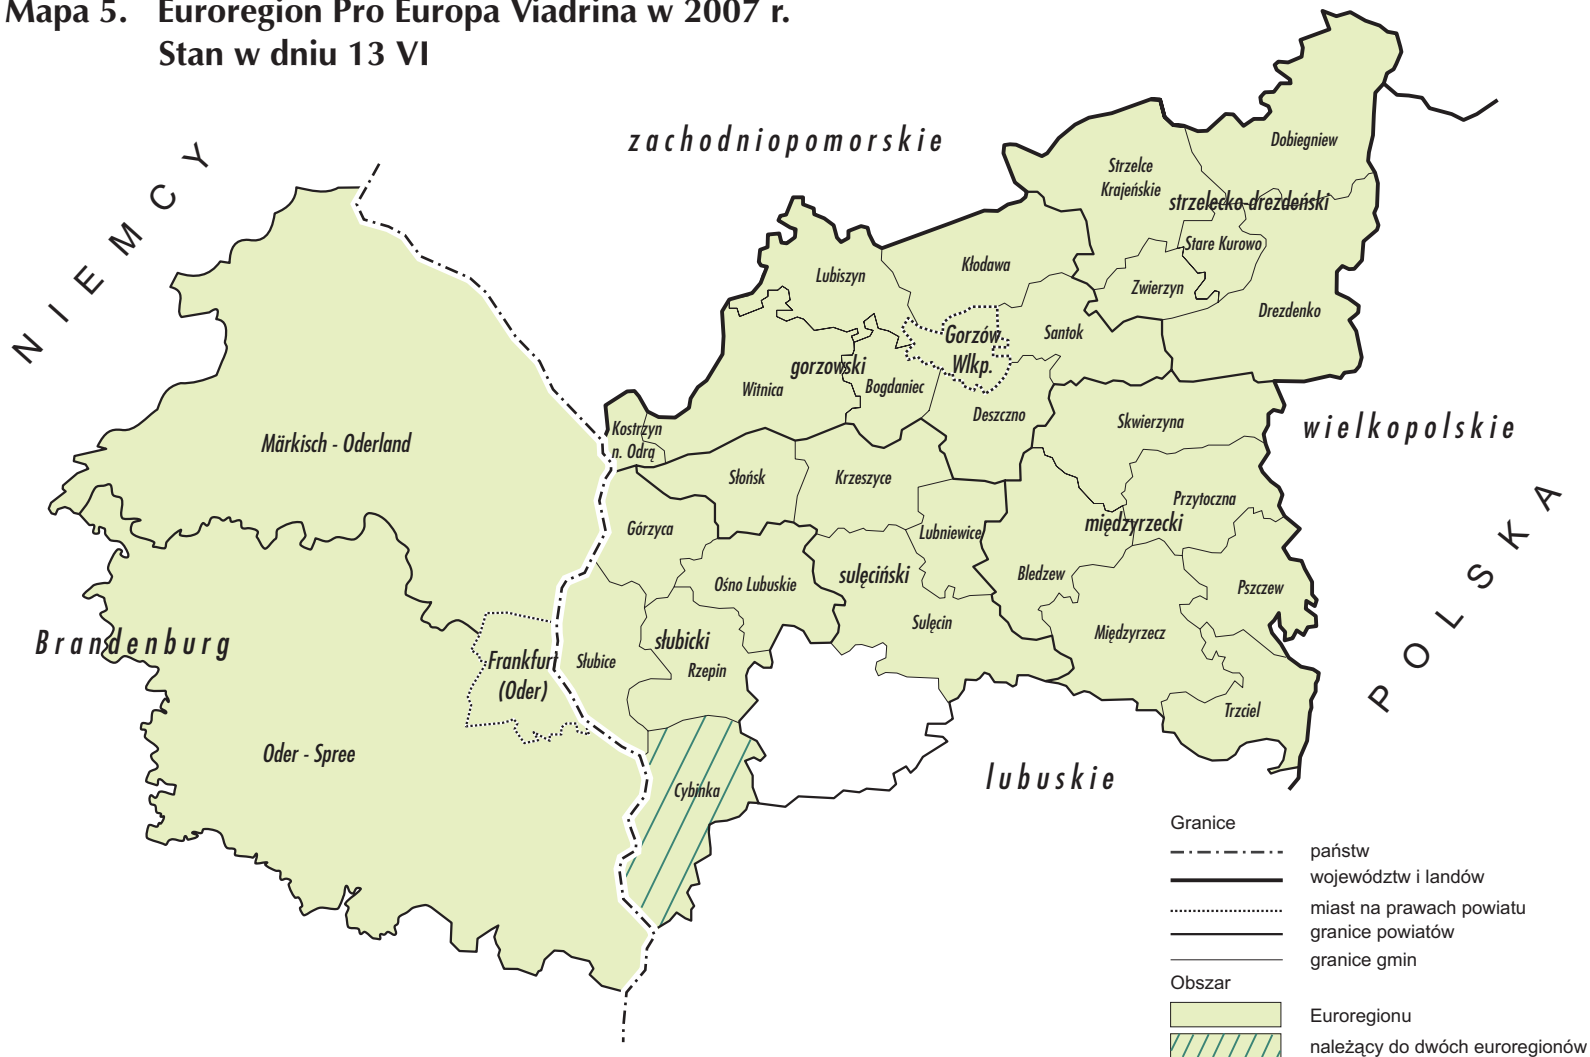 Mapa 5. Euroregion Pro Europa Viadrina w 2007 r.
Stan w dniu 13 VI
NIEMCY
zachodniopomorskie
Dobiegniew
Strzelce
Krajeńskie
strzelecko-drezdeński
Stare Kurowo
Kłodawa
Lubiszyn
Zwierzyn
Drezdenko
Gorzów
Wlkp.
Santok
gorzowski
Witnica
Bogdaniec
Deszczno
Skwierzyna
wielkopolskie
Kostrzyn
n. Odrą
Märkisch - Oderland
Słońsk
Krzeszyce
Przytoczna
Górzyca
Lubniewice
międzyrzecki
POLSKA
Ośno Lubuskie
sulęciński
Bledzew
Pszczew
Sulęcin
Międzyrzecz
Brandenburg
słubicki
Frankfurt
(Oder)
Słubice
Rzepin
Trzciel
Oder - Spree
Cybinka
lubuskie
Granice
państw
województw i landów
miast na prawach powiatu
granice powiatów
granice gmin
Obszar
Euroregionu
należący do dwóch euroregionów